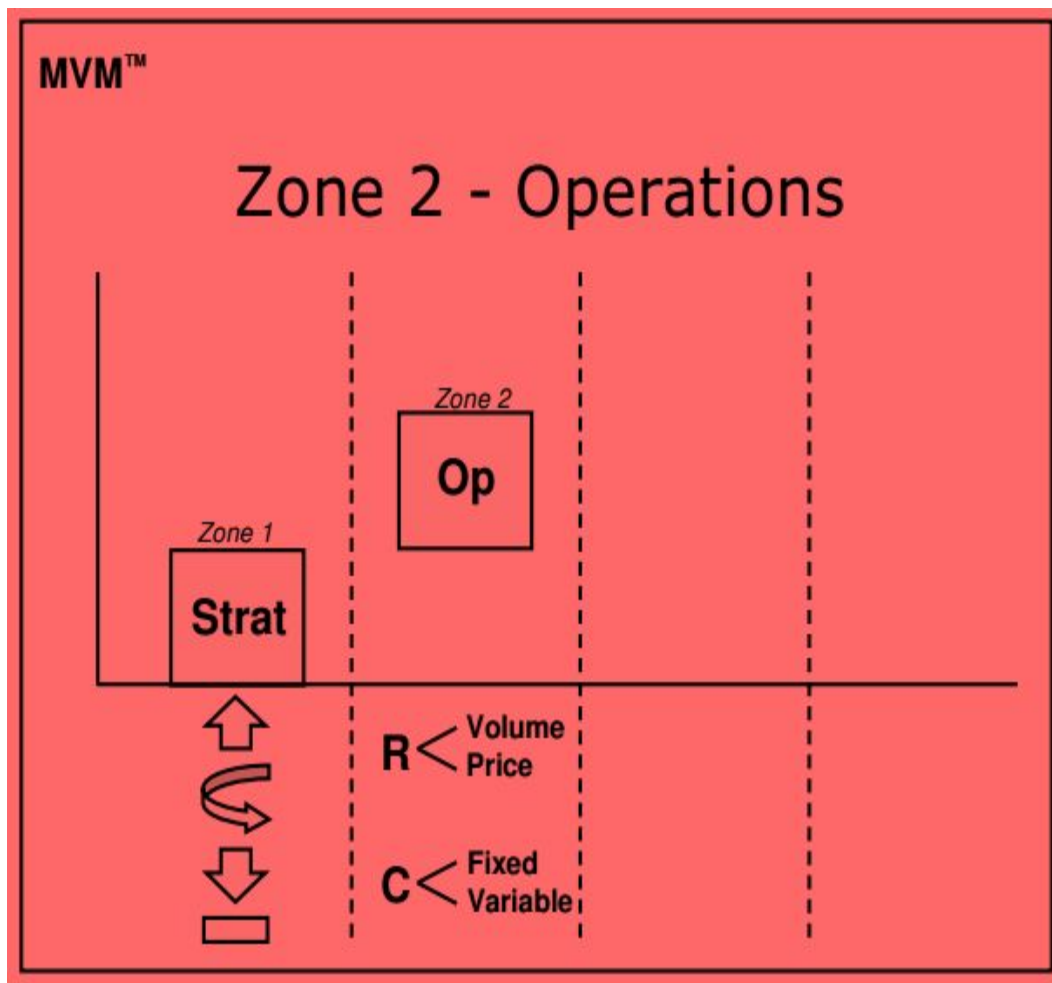 MVM™
Zone 2 - Operations
Zone 2
Op
Zone 1
Strat
R
Volume
Price
C
Fixed
Variable